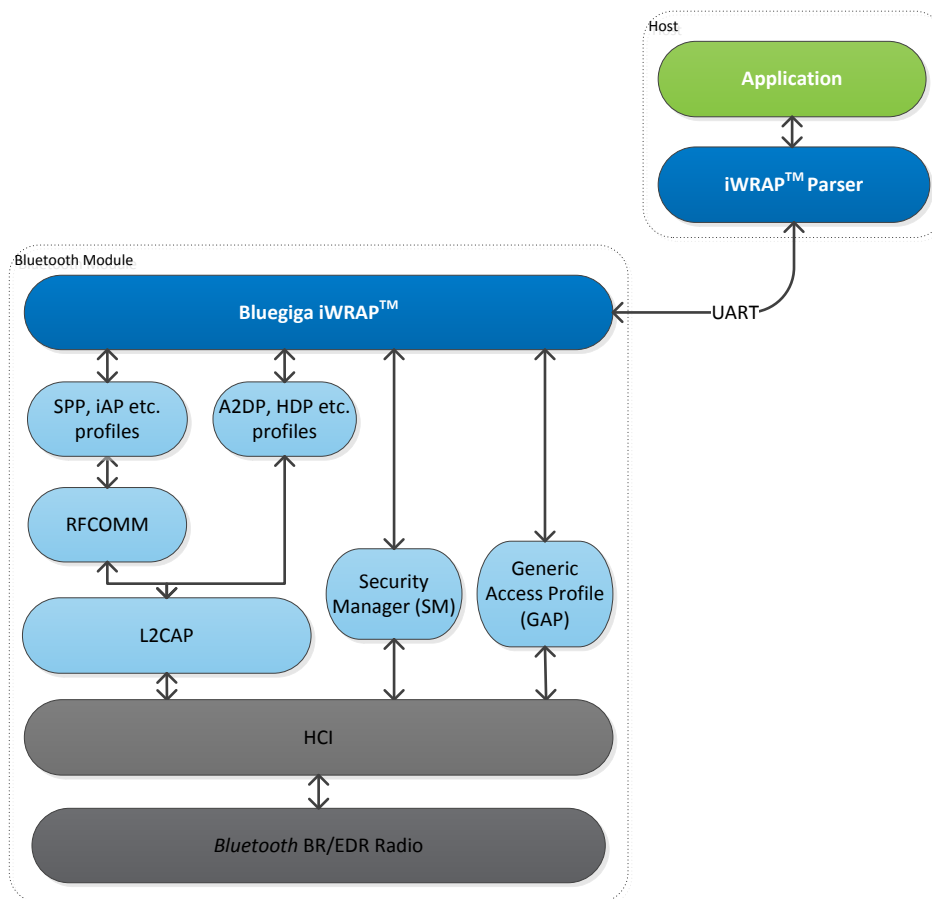 Host
Application
iWRAP™ Parser
Bluetooth Module
Bluegiga iWRAP™
UART
SPP, iAP etc.
profiles
A2DP, HDP etc.
profiles
RFCOMM
Security
Manager (SM)
Generic
Access Profile
(GAP)
L2CAP
HCI
Bluetooth BR/EDR Radio